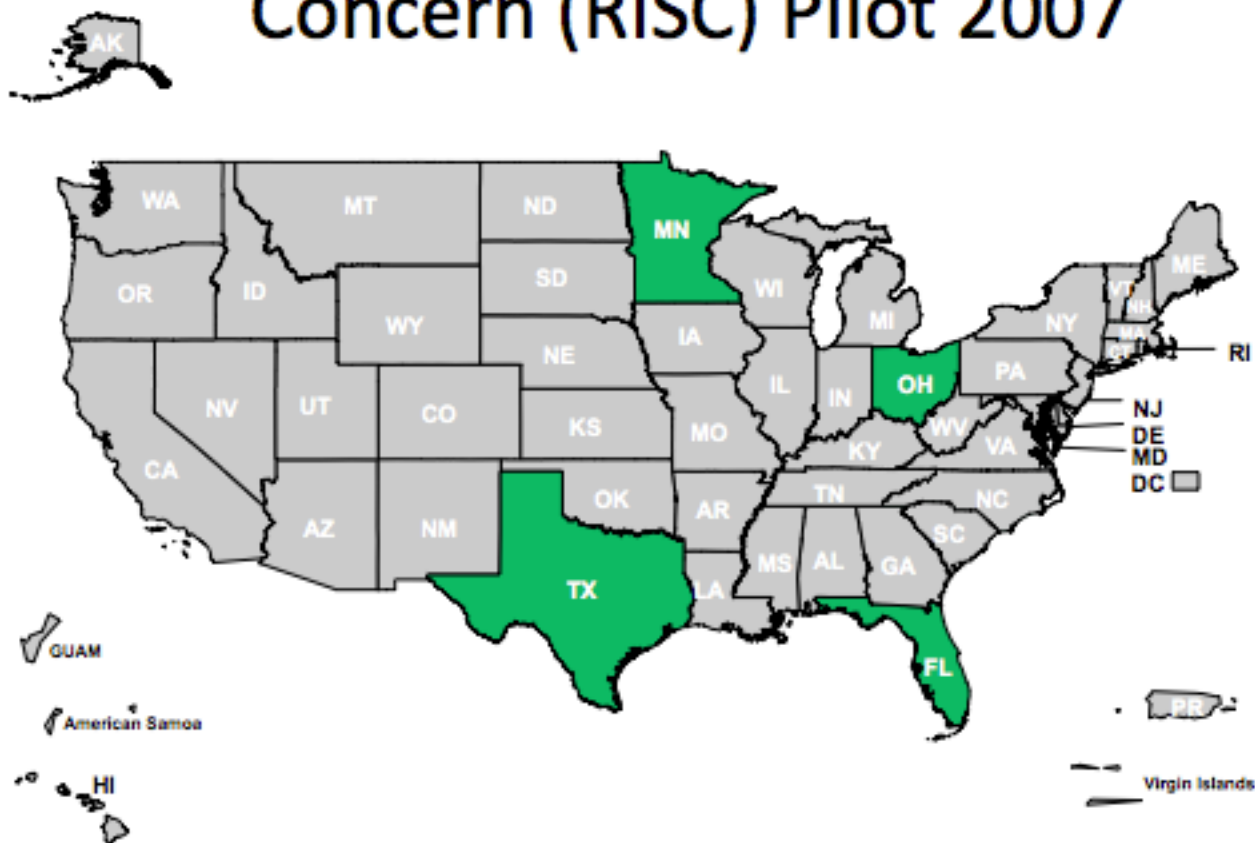 Concern (RISC) Pilot 2007
AK
WA
MT
ND
MN
OR
ID
SD
WI
MI
WY
NE
IA
NY
VT
NH
ME
MA
CT
RI
NV
UT
CO
KS
MO
IL
IN
OH
PA
NJ
DE
MD
DC
CA
AZ
NM
OK
AR
KY
WV
VA
TN
NC
SC
TX
LA
MS
AL
GA
FL
GUAM
American Samoa
HI
PR
Virgin Islands